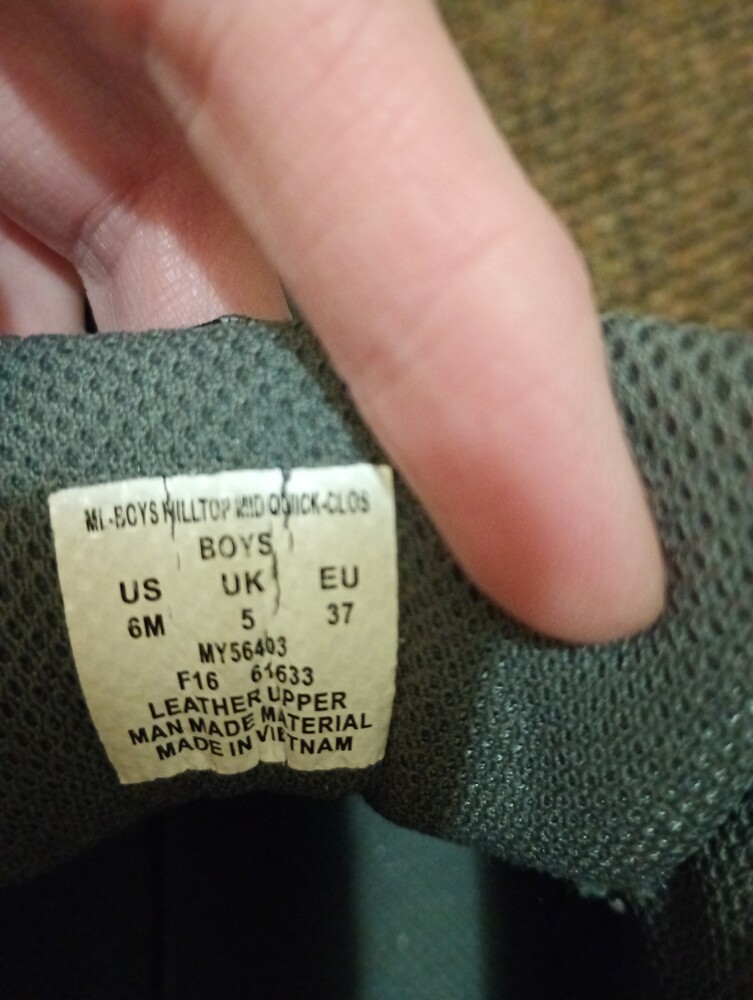 ML-BOYS HILLTOP MID QUICK-CLOS
BOYS
US UK EU
6M 5 37
MY56403
F16 61633
LEATHER UPPER
MAN MADE MATERIAL
MADE IN VIETNAM